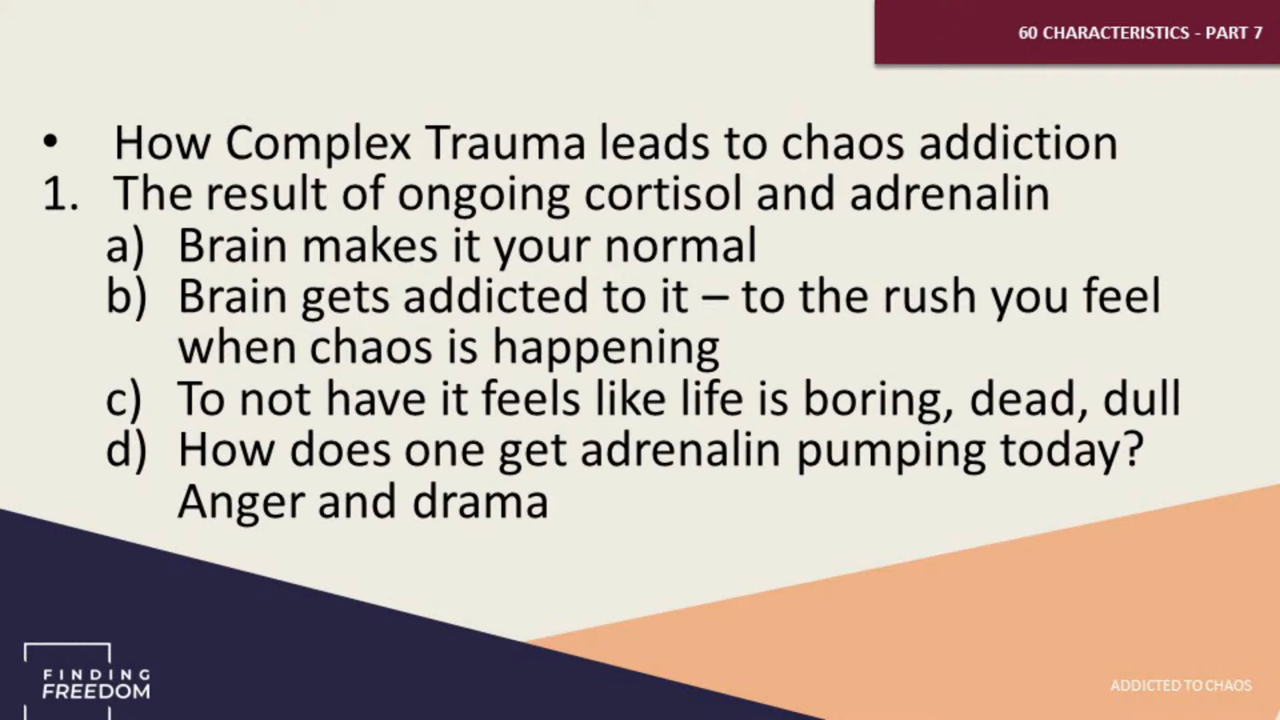 60 CHARACTERISTICS - PART 7
• How Complex Trauma leads to chaos addiction
1. The result of ongoing cortisol and adrenalin
a) Brain makes it your normal
b) Brain gets addicted to it – to the rush you feel
when chaos is happening
c) To not have it feels like life is boring, dead, dull
d) How does one get adrenalin pumping today?
Anger and drama
FINDING
FREEDOM
ADDICTED TO CHAOS